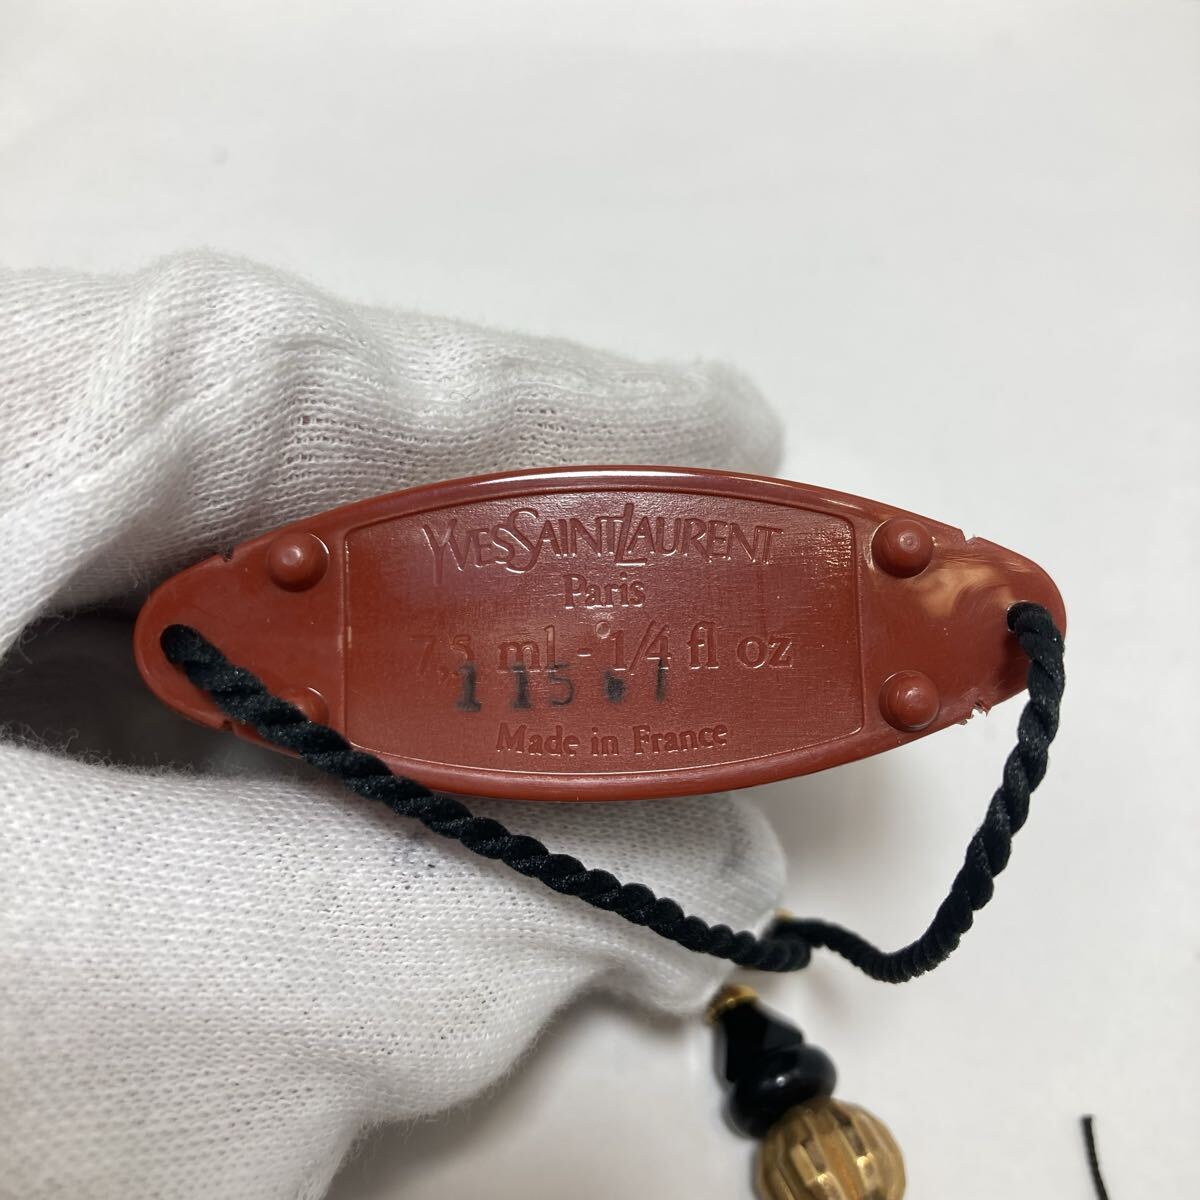 YVESSAINTLAURENT
Paris
7,5 ml - 1/4 fl oz
Made in France